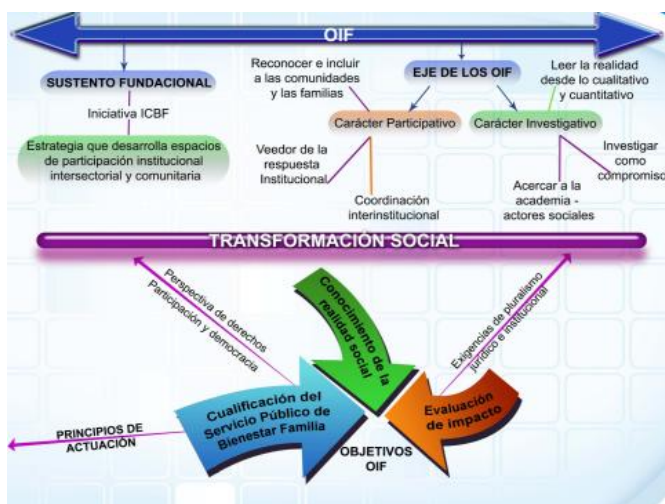 OIF
SUSTENTO FUNDACIONAL
Iniciativa ICBF
Estrategia que desarrolla espacios
de participación institucional
intersectorial y comunitaria
Reconocer e incluir
a las comunidades
y las familias
EJE DE LOS OIF
Leer la realidad
desde lo cualitativo
y cuantitativo
Carácter Participativo
Carácter Investigativo
Veedor de la
respuesta
Institucional
Coordinación
interinstitucional
Acercar a la
academia -
actores sociales
Investigar
como
compromiso
TRANSFORMACIÓN SOCIAL
Perspectiva de derechos
Participación y democracia
Conocimiento de la
realidad social
Exigencias de pluralismo
jurídico e institucional
Cualificación del
Servicio Público de
Bienestar Familia
Evaluación
de impacto
PRINCIPIOS DE
ACTUACIÓN
OBJETIVOS
OIF